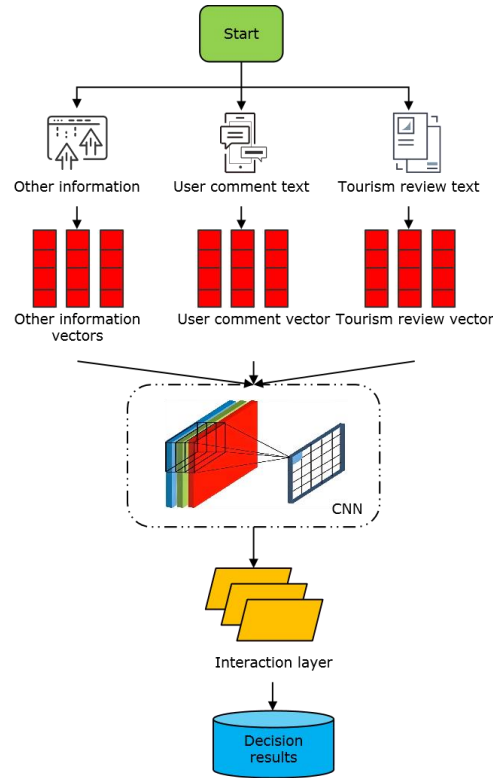 Start
Other information
User comment text
Tourism review text
Other information
vectors
User comment vector
Tourism review vector
CNN
Interaction layer
Decision
results